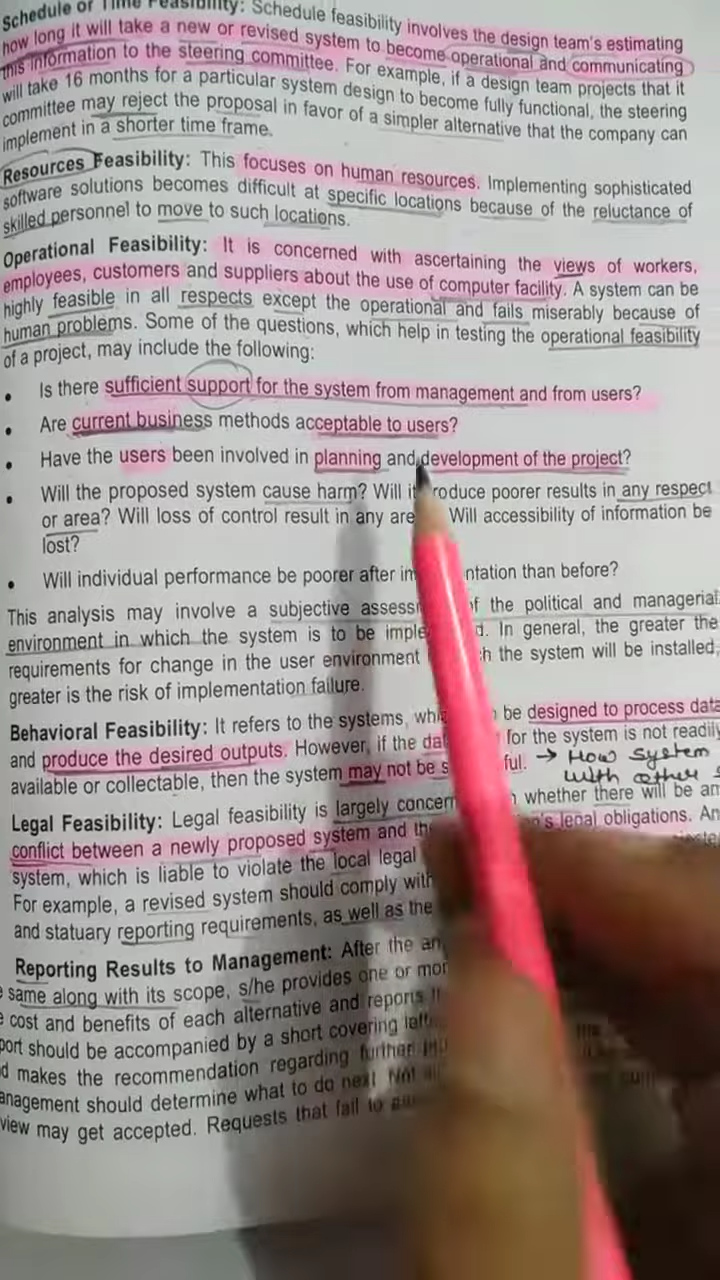 Schedule or Time Feasibility: Schedule feasibility involves the design team's estimating
how long it will take a new or revised system to become operational and communicating
this information to the steering committee. For example, if a design team projects that it
will take 16 months for a particular system design to become fully functional, the steering
committee may reject the proposal in favor of a simpler alternative that the company can
implement in a shorter time frame.
Resources Feasibility: This focuses on human resources. Implementing sophisticated
software solutions becomes difficult at specific locations because of the reluctance of
skilled personnel to move to such locations.
Operational Feasibility: It is concerned with ascertaining the views of workers,
employees, customers and suppliers about the use of computer facility. A system can be
highly feasible in all respects except the operational and fails miserably because of
human problems. Some of the questions, which help in testing the operational feasibility
of a project, may include the following:
• Is there sufficient support for the system from management and from users?
• Are current business methods acceptable to users?
• Have the users been involved in planning and development of the project?
• Will the proposed system cause harm? Will it roduce poorer results in any respect
or area? Will loss of control result in any are Will accessibility of information be
lost?
• Will individual performance be poorer after im ntation than before?
This analysis may involve a subjective assess of the political and managerial
environment in which the system is to be imple d. In general, the greater the
requirements for change in the user environment h the system will be installed,
greater is the risk of implementation failure.
Behavioral Feasibility: It refers to the systems, whi be designed to process data
and produce the desired outputs. However, if the da for the system is not readily
available or collectable, then the system may not be s ful. → How system
with other
Legal Feasibility: Legal feasibility is largely concern whether there will be an
conflict between a newly proposed system and the 's legal obligations. An
system, which is liable to violate the local legal
For example, a revised system should comply with
and statuary reporting requirements, as well as the
Reporting Results to Management: After the an
same along with its scope, s/he provides one or mor
cost and benefits of each alternative and reports
port should be accompanied by a short covering
d makes the recommendation regarding further
anagement should determine what to do next Not
view may get accepted. Requests that fail to